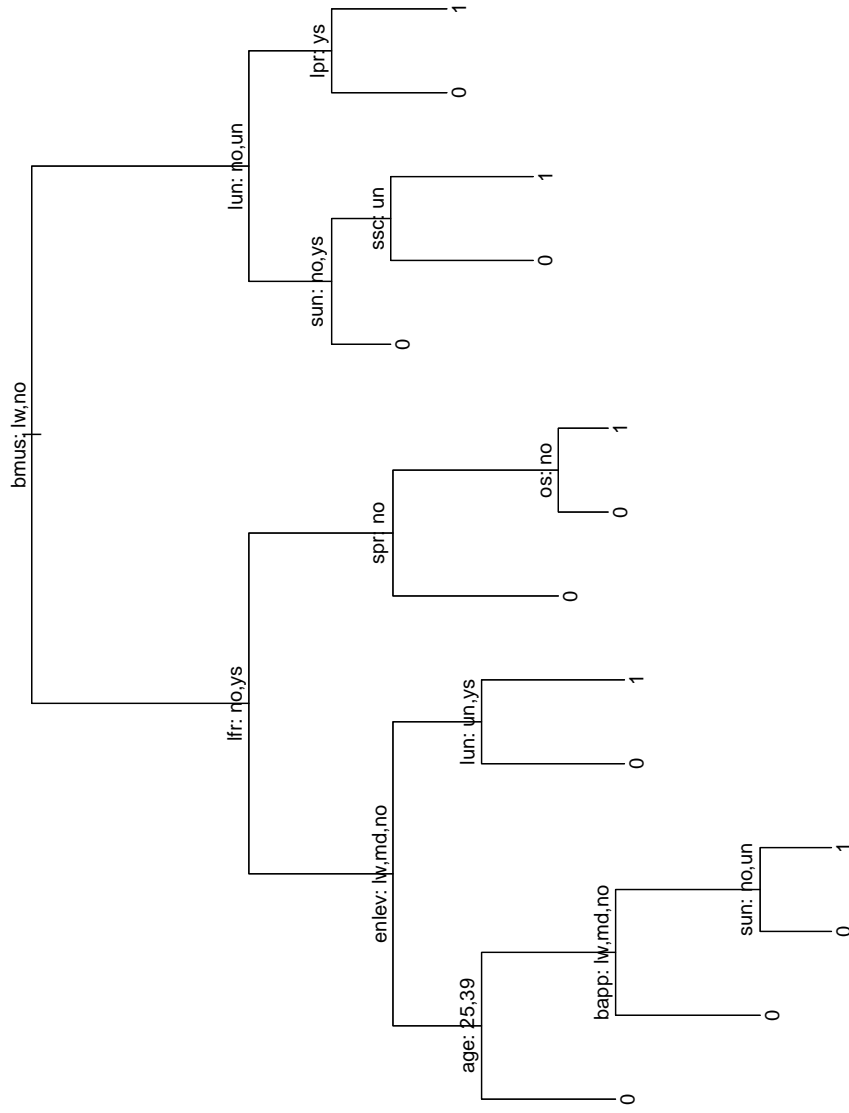 bmus: lw,no
lfr: no,ys
lun: no,un
sun: no,ys
lpr: ys
enlev: lw,md,no
spr: no
ssc: un
0
0
1
age: 25,39
lun: un,ys
0
1
os: no
0
0
1
bapp: lw,md,no
0
0
1
sun: no,un
0
0
1